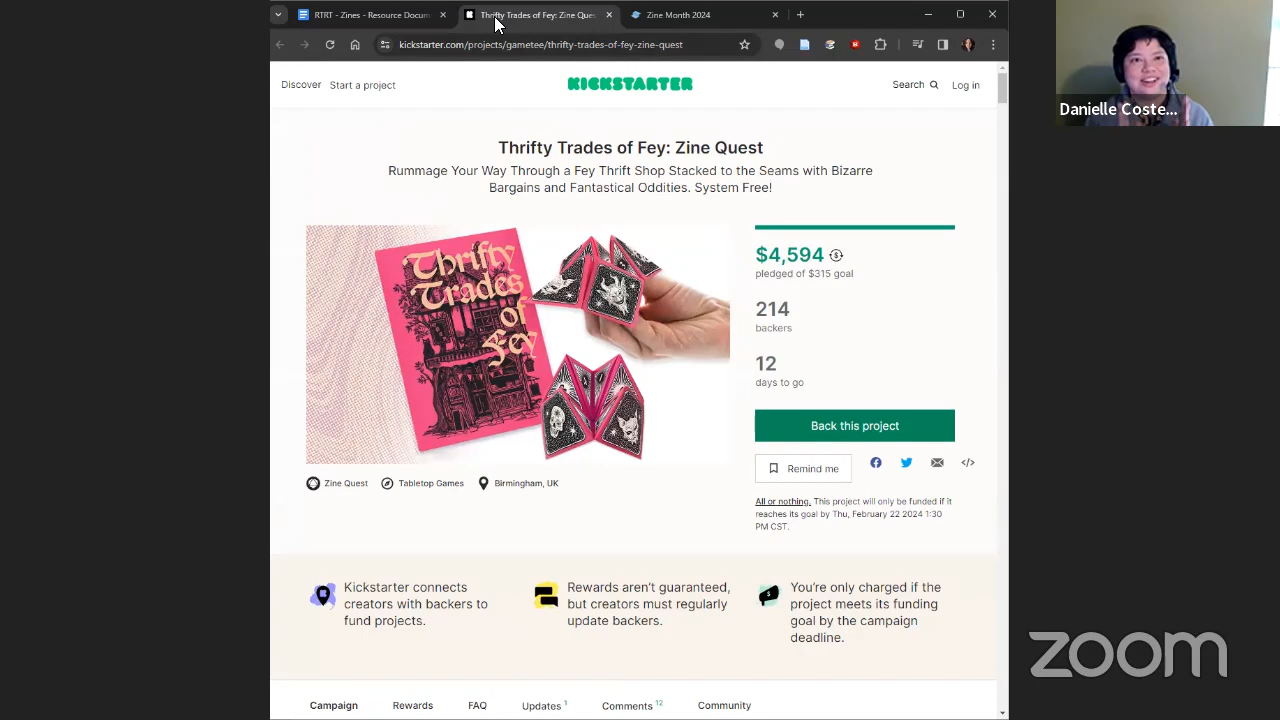 RTRT - Zines - Resource Docum
Thrifty Trades of Fey: Zine Ques
Zine Month 2024
kickstarter.com/projects/gametee/thrifty-trades-of-fey-zine-quest
Discover
Start a project
KICKSTARTER
Search
Log in
Thrifty Trades of Fey: Zine Quest
Rummage Your Way Through a Fey Thrift Shop Stacked to the Seams with Bizarre
Bargains and Fantastical Oddities. System Free!
Thrifty
Trades
of
Fey
$4,594
pledged of $315 goal
214
backers
12
days to go
Back this project
Remind me
All or nothing. This project will only be funded if it
reaches its goal by Thu, February 22 2024 1:30
PM CST.
Zine Quest
Tabletop Games
Birmingham, UK
Kickstarter connects
creators with backers to
fund projects.
Rewards aren't guaranteed,
but creators must regularly
update backers.
You're only charged if the
project meets its funding
goal by the campaign
deadline.
Campaign
Rewards
FAQ
Updates 1
Comments 12
Community
Danielle Coste...
zoom